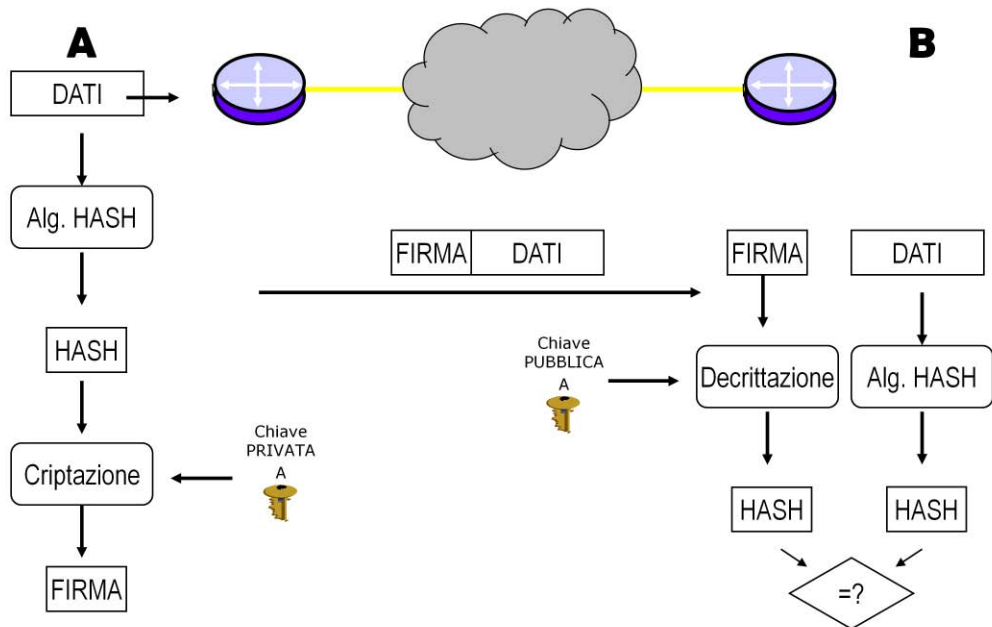 A
B
DATI
Alg. HASH
HASH
Criptazione
FIRMA
Chiave
PRIVATA
A
FIRMA DATI
Chiave
PUBBLICA
A
FIRMA
Decrittazione
HASH
DATI
Alg. HASH
HASH
=?